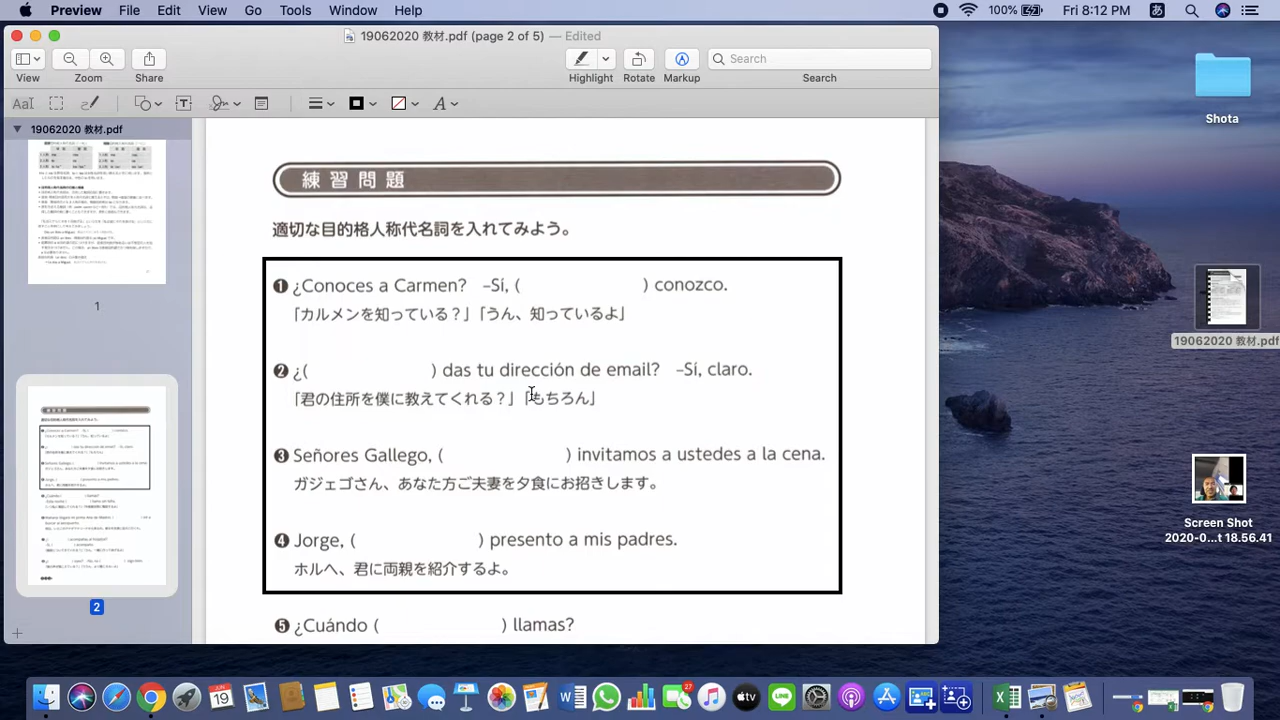 Preview File Edit View Go Tools Window Help 100% Fri 8:12 PM あ
19062020 教材.pdf (page 2 of 5) — Edited
View Zoom Share Highlight Rotate Markup Search
Search
19062020 教材.pdf
1
2
練習問題
適切な目的格人称代名詞を入れてみよう。
❶ ¿Conoces a Carmen? –Sí, ( ) conozco.
「カルメンを知っている？」「うん、知っているよ」
❷ ¿( ) das tu dirección de email? –Sí, claro.
「君の住所を僕に教えてくれる？」「もちろん」
❸ Señores Gallego, ( ) invitamos a ustedes a la cena.
ガジェゴさん、あなた方ご夫妻を夕食にお招きします。
❹ Jorge, ( ) presento a mis padres.
ホルヘ、君に両親を紹介するよ。
❺ ¿Cuándo ( ) llamas?
Shota
19062020 教材.pdf
Screen Shot
2020-0...t 18.56.41
JUN
19
27
tv
LINE